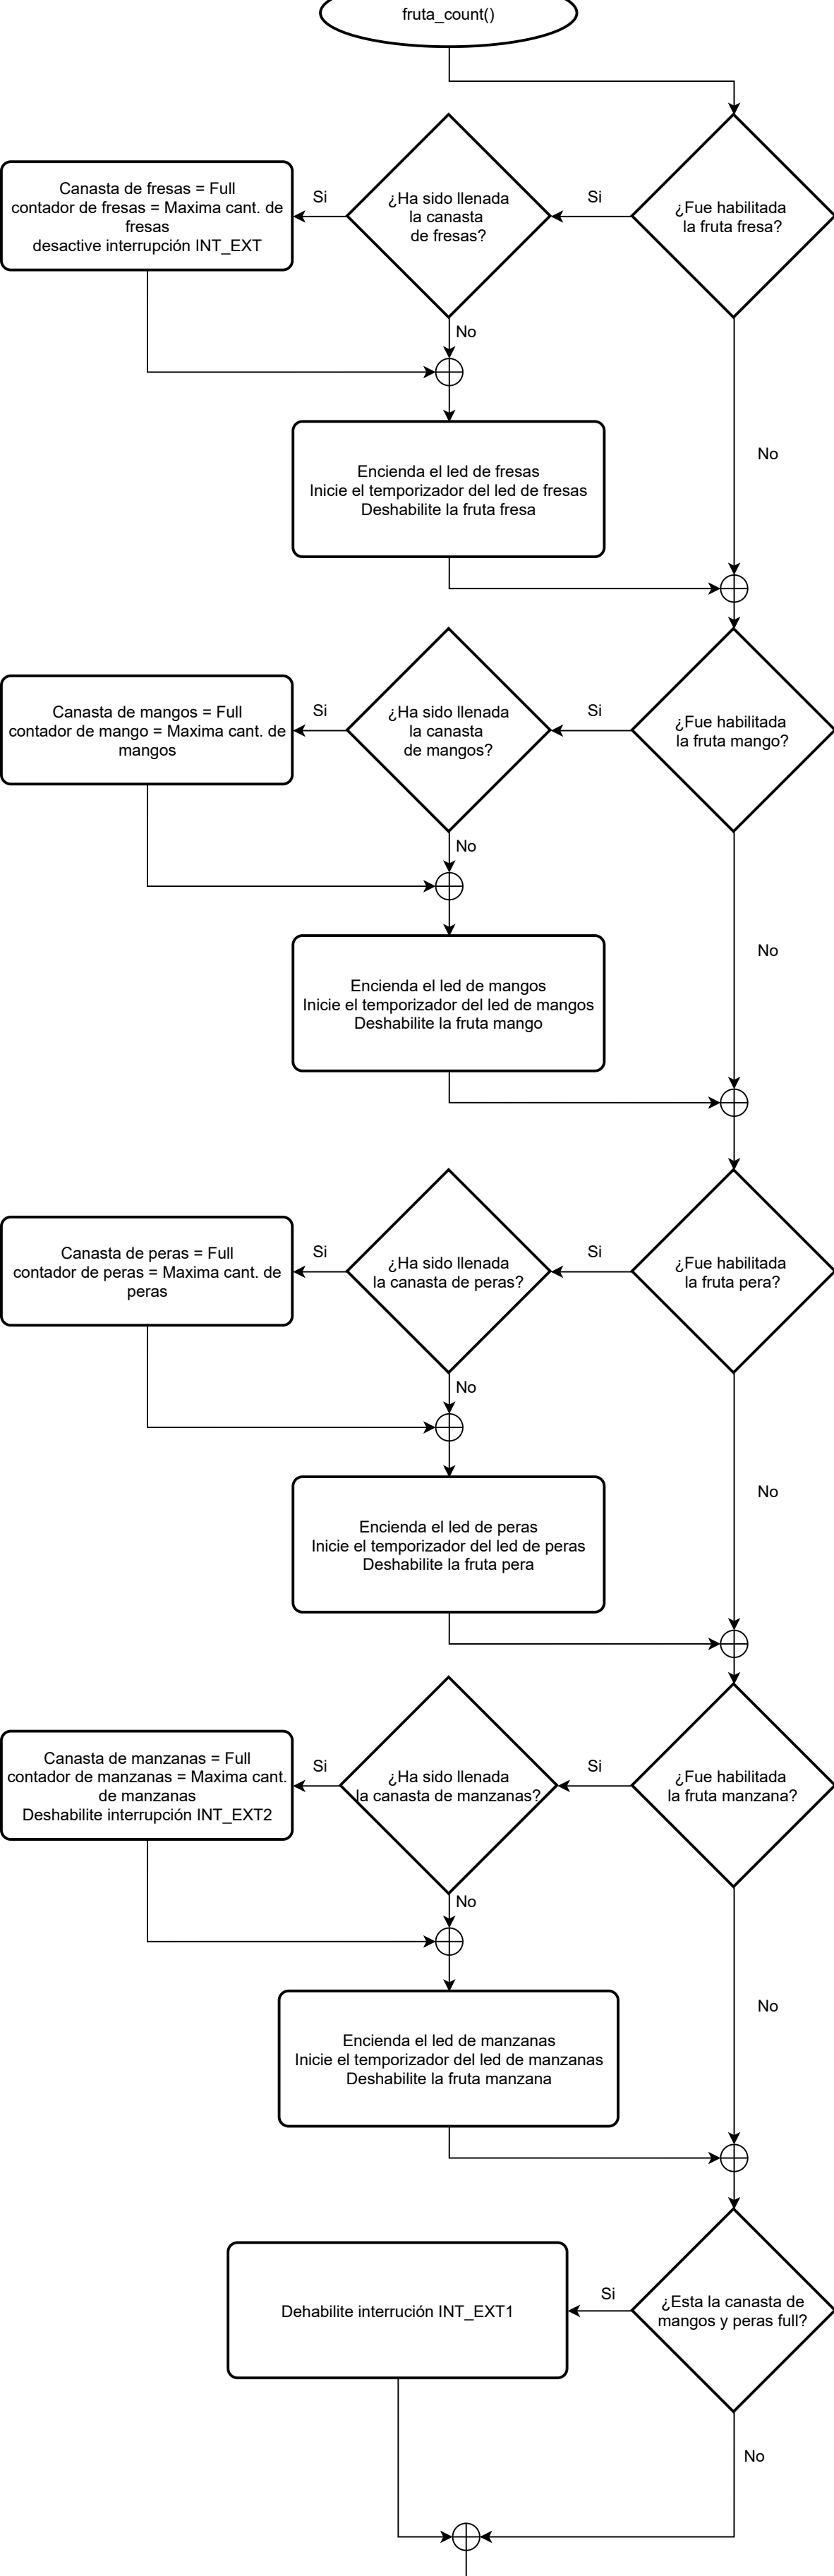 fruta_count()
¿Fue habilitada
la fruta fresa?
Si
¿Ha sido llenada
la canasta
de fresas?
Si
Canasta de fresas = Full
contador de fresas = Maxima cant. de
fresas
desactive interrupción INT_EXT
No
Encienda el led de fresas
Inicie el temporizador del led de fresas
Deshabilite la fruta fresa
No
¿Fue habilitada
la fruta mango?
Si
¿Ha sido llenada
la canasta
de mangos?
Si
Canasta de mangos = Full
contador de mango = Maxima cant. de
mangos
No
Encienda el led de mangos
Inicie el temporizador del led de mangos
Deshabilite la fruta mango
No
¿Fue habilitada
la fruta pera?
Si
¿Ha sido llenada
la canasta de peras?
Si
Canasta de peras = Full
contador de peras = Maxima cant. de
peras
No
Encienda el led de peras
Inicie el temporizador del led de peras
Deshabilite la fruta pera
No
¿Fue habilitada
la fruta manzana?
Si
¿Ha sido llenada
la canasta de manzanas?
Si
Canasta de manzanas = Full
contador de manzanas = Maxima cant.
de manzanas
Deshabilite interrupción INT_EXT2
No
Encienda el led de manzanas
Inicie el temporizador del led de manzanas
Deshabilite la fruta manzana
No
¿Esta la canasta de
mangos y peras full?
Si
Dehabilite interrución INT_EXT1
No